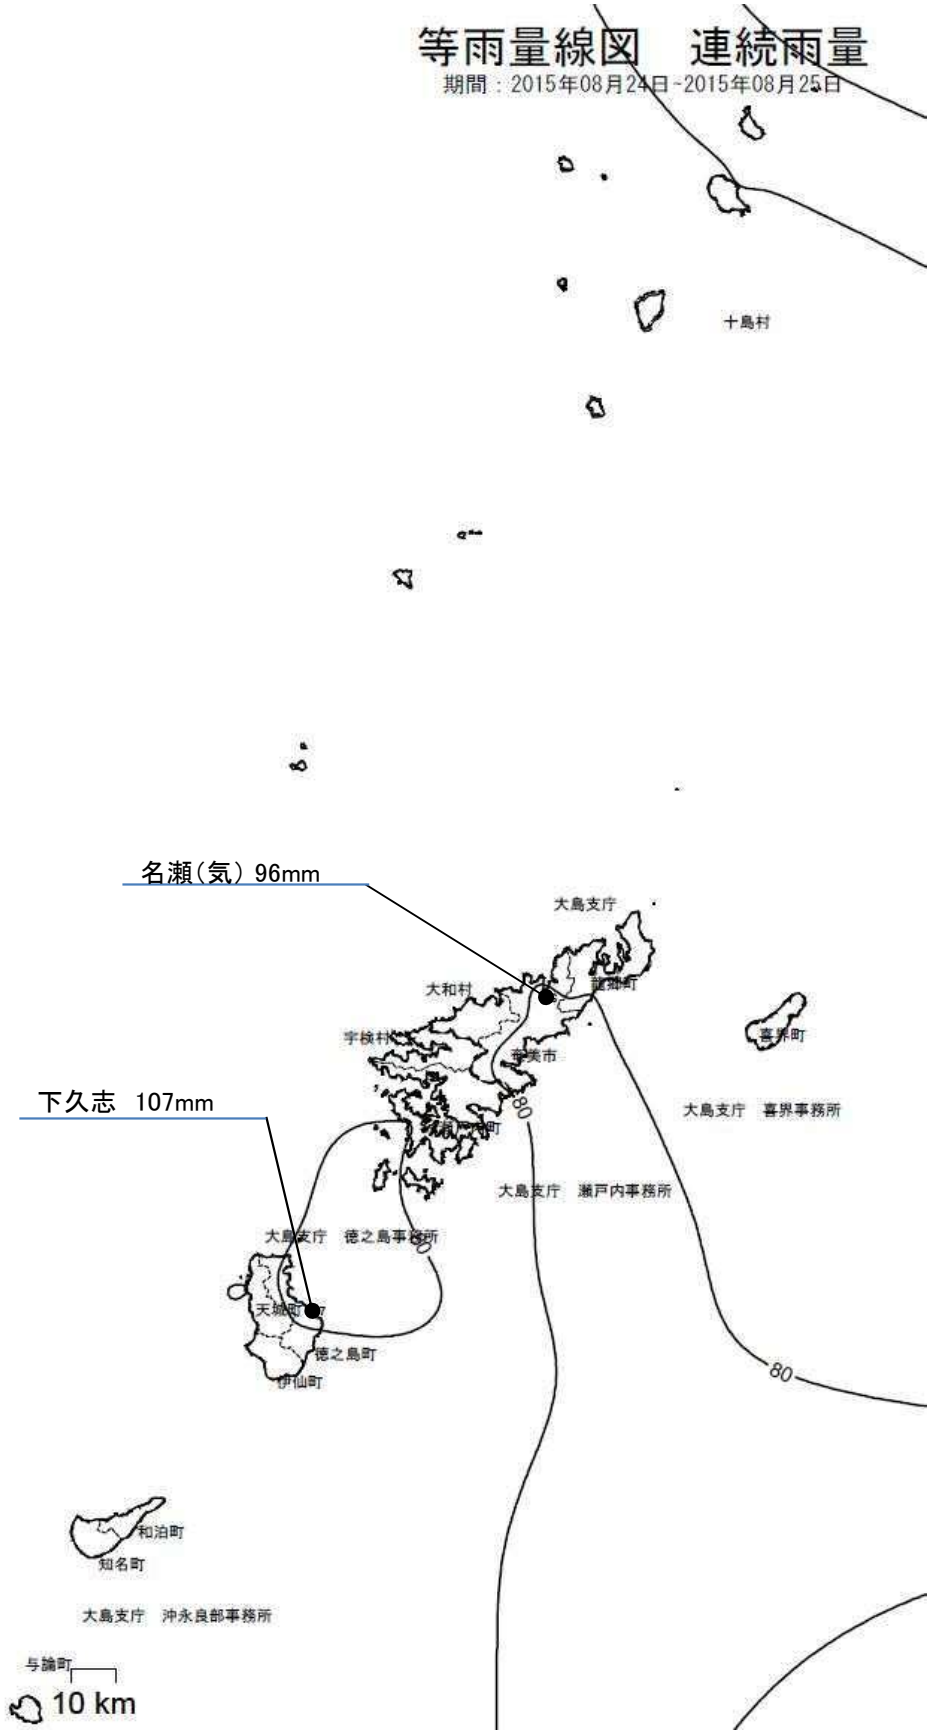 等雨量線図　連続雨量
期間：2015年08月24日-2015年08月25日
十島村
名瀬(気) 96mm
大島支庁
龍郷町
大和村
宇検村
喜界町
奄美市
下久志 107mm
80
大島支庁　喜界事務所
瀬戸内町
大島支庁　瀬戸内事務所
大島支庁　徳之島事務所
80
天城町
徳之島町
80
伊仙町
和泊町
知名町
大島支庁　沖永良部事務所
与論町
10 km